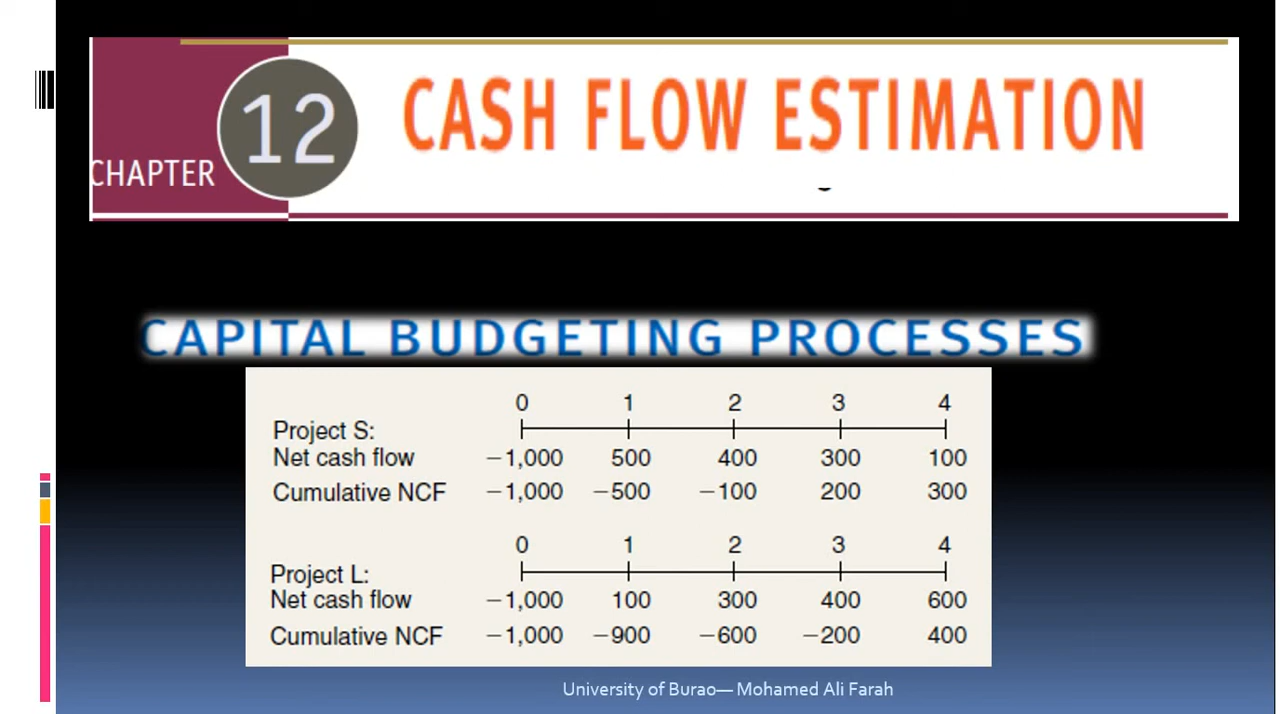 CHAPTER 12
CASH FLOW ESTIMATION
CAPITAL BUDGETING PROCESSES
0 1 2 3 4
Project S:
Net cash flow −1,000 500 400 300 100
Cumulative NCF −1,000 −500 −100 200 300
0 1 2 3 4
Project L:
Net cash flow −1,000 100 300 400 600
Cumulative NCF −1,000 −900 −600 −200 400
University of Burao— Mohamed Ali Farah